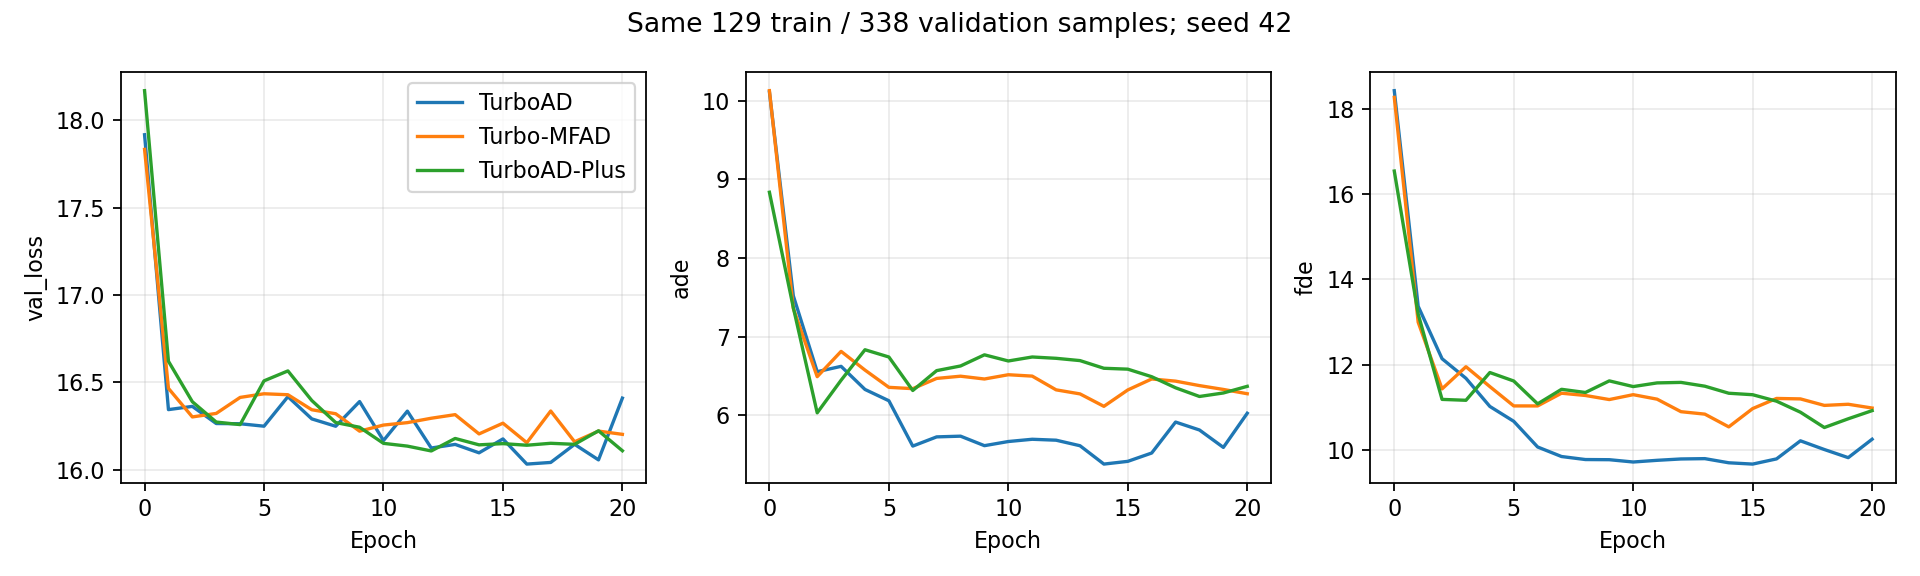 Same 129 train / 338 validation samples; seed 42
val_loss
18.0
17.5
17.0
16.5
16.0
0 5 10 15 20
Epoch
TurboAD
Turbo-MFAD
TurboAD-Plus
ade
10
9
8
7
6
0 5 10 15 20
Epoch
fde
18
16
14
12
10
0 5 10 15 20
Epoch